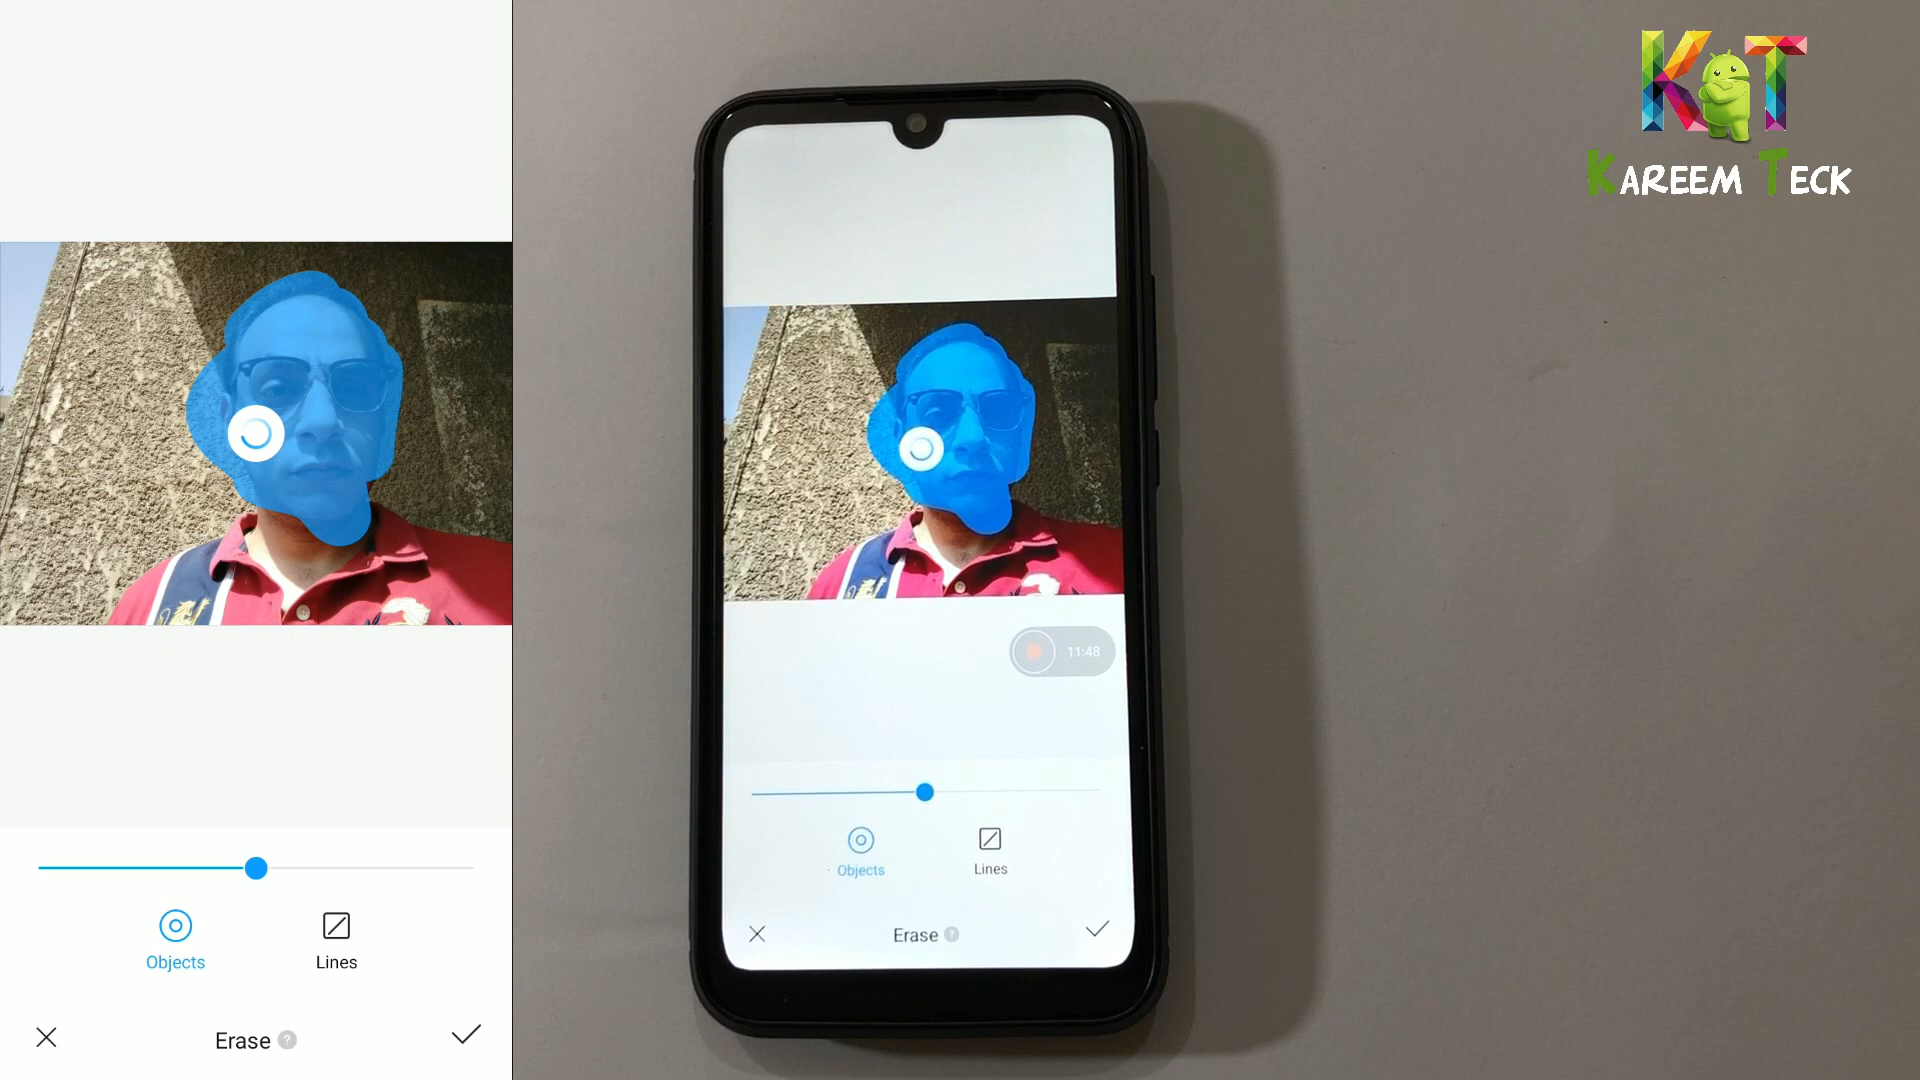 Objects
Lines
Erase ?
11:48
Objects
Lines
Erase ?
KT
KAREEM TECK